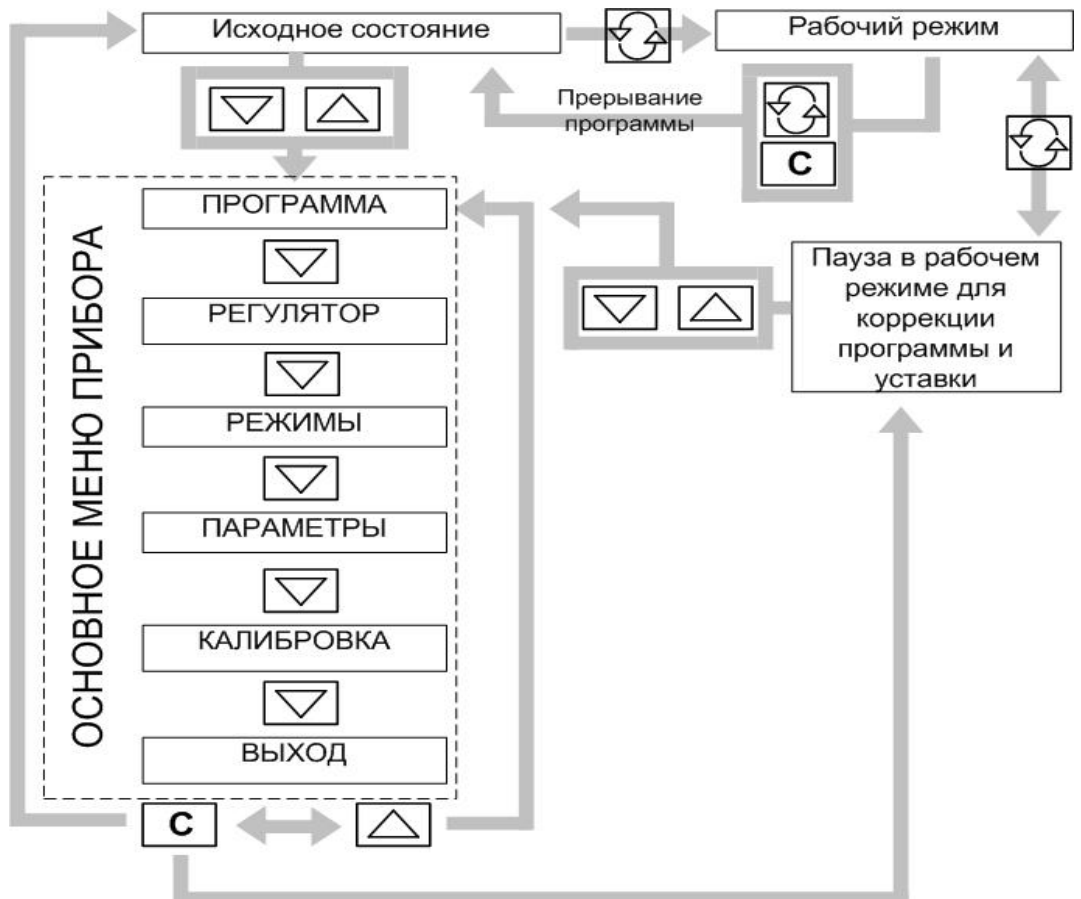 Исходное состояние
Рабочий режим
Прерывание
программы
С
ОСНОВНОЕ МЕНЮ ПРИБОРА
ПРОГРАММА
РЕГУЛЯТОР
РЕЖИМЫ
ПАРАМЕТРЫ
КАЛИБРОВКА
ВЫХОД
Пауза в рабочем
режиме для
коррекции
программы и
уставки
С